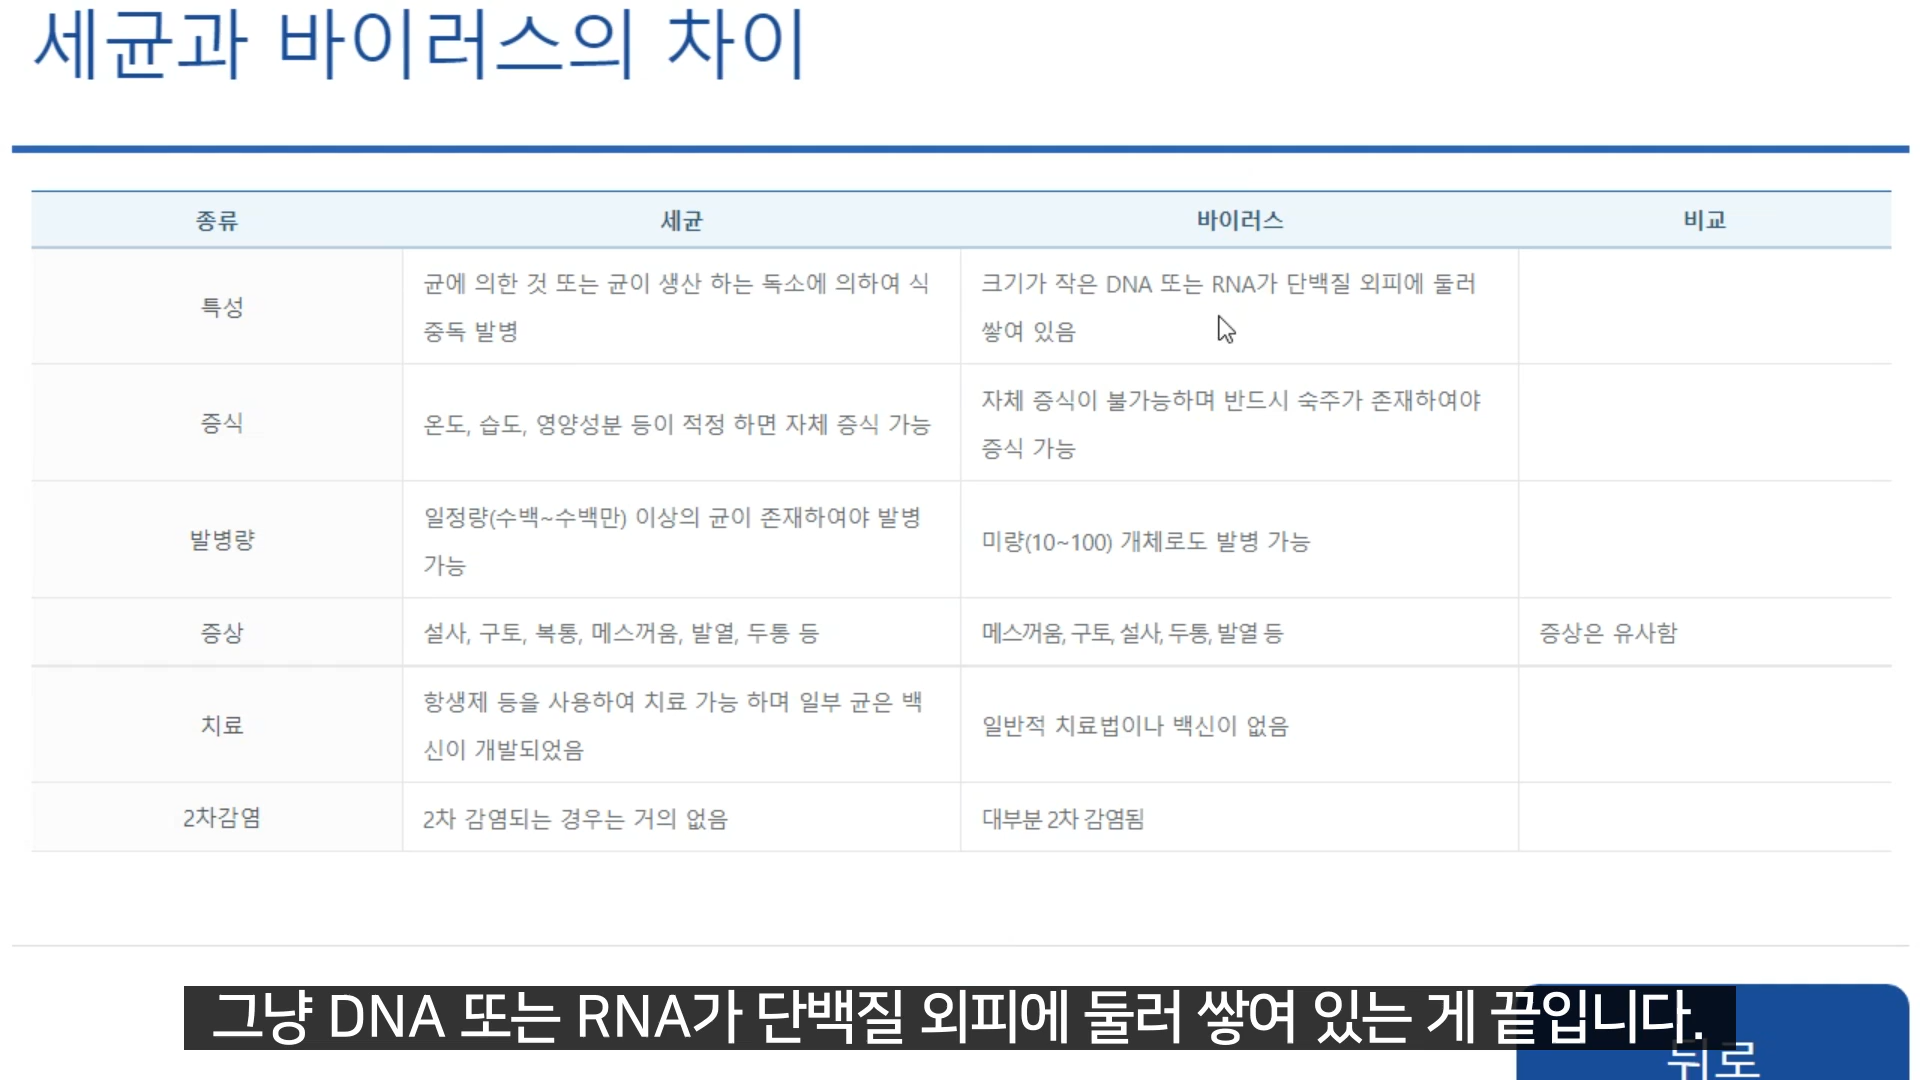 세균과 바이러스의 차이
종류 세균 바이러스 비교
특성
균에 의한 것 또는 균이 생산 하는 독소에 의하여 식
중독 발병
크기가 작은 DNA 또는 RNA가 단백질 외피에 둘러
쌓여 있음
증식
온도, 습도, 영양성분 등이 적정 하면 자체 증식 가능
자체 증식이 불가능하며 반드시 숙주가 존재하여야
증식 가능
발병량
일정량(수백~수백만) 이상의 균이 존재하여야 발병
가능
미량(10~100) 개체로도 발병 가능
증상
설사, 구토, 복통, 메스꺼움, 발열, 두통 등
메스꺼움, 구토, 설사, 두통, 발열 등
증상은 유사함
치료
항생제 등을 사용하여 치료 가능 하며 일부 균은 백
신이 개발되었음
일반적 치료법이나 백신이 없음
2차감염
2차 감염되는 경우는 거의 없음
대부분 2차 감염됨
그냥 DNA 또는 RNA가 단백질 외피에 둘러 쌓여 있는 게 끝입니다.
뒤로